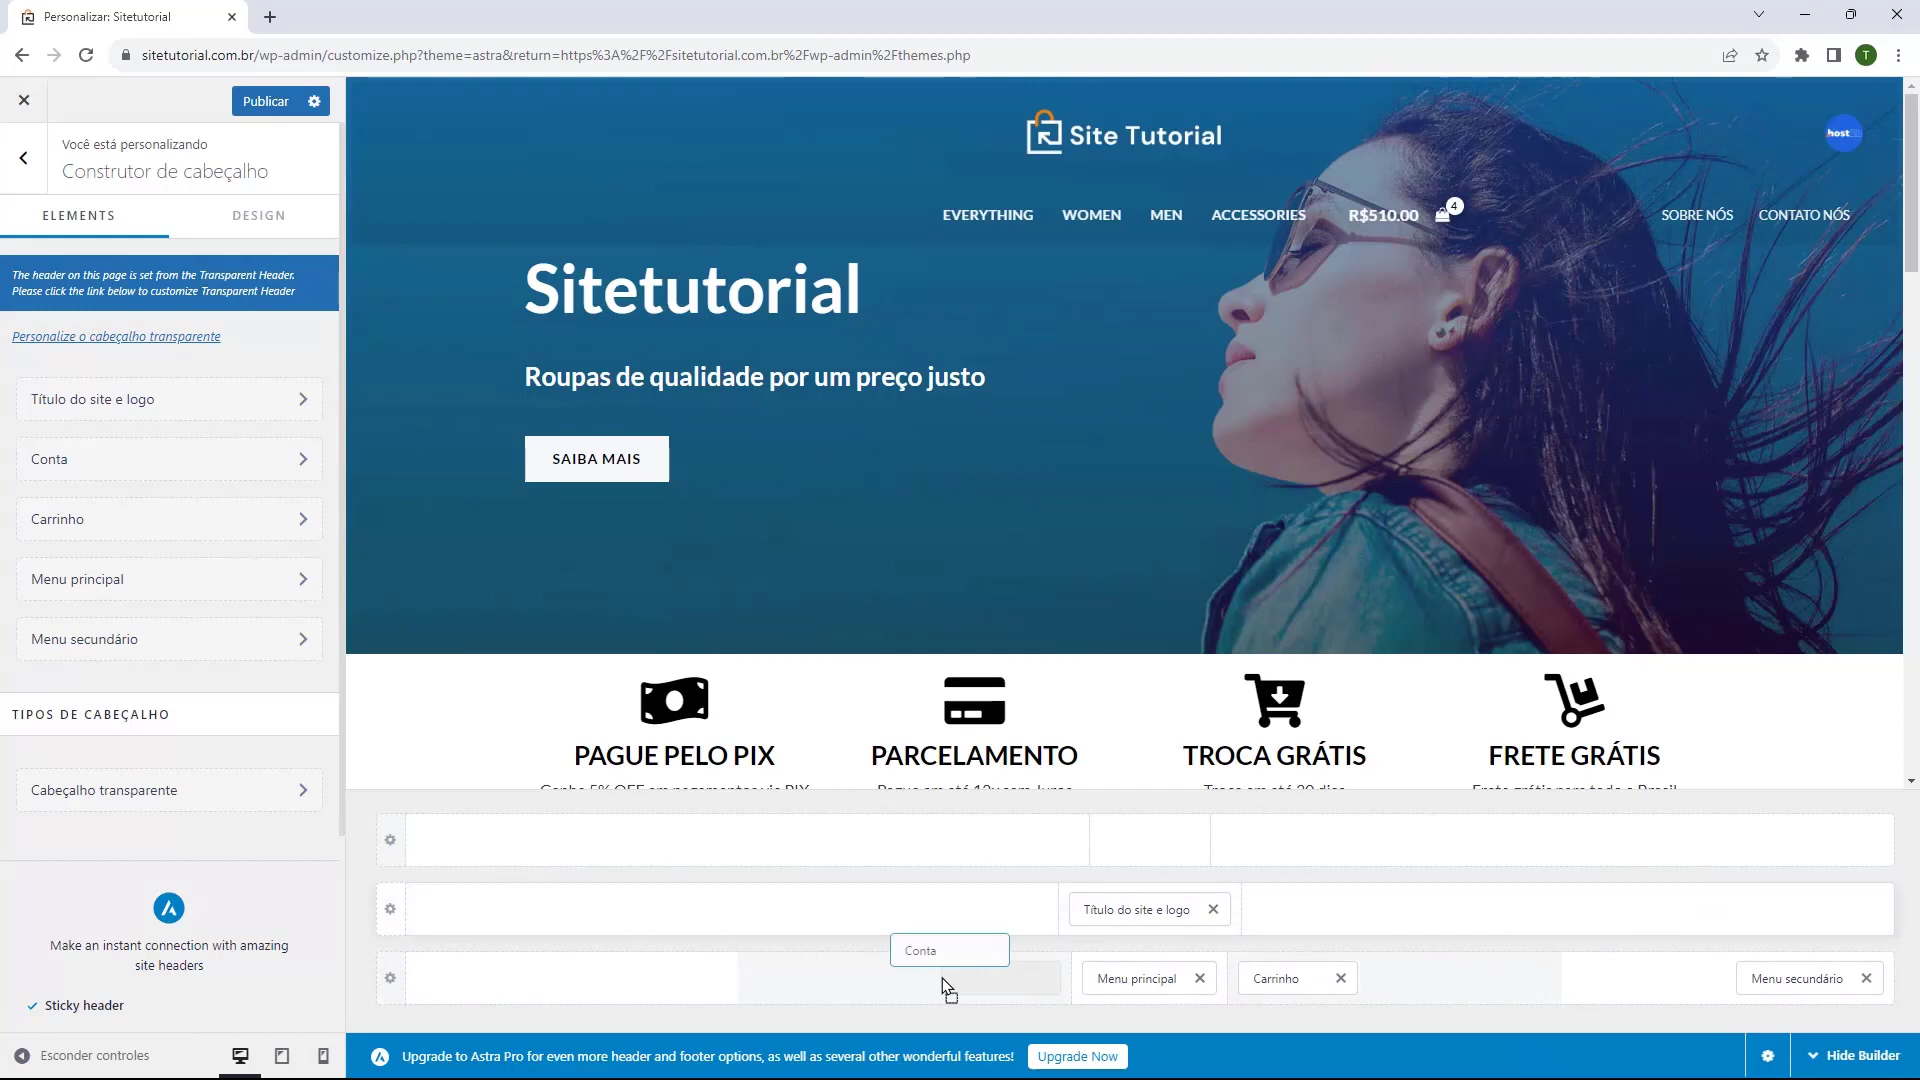 Personalizar: Sitetutorial
sitetutorial.com.br/wp-admin/customize.php?theme=astra&return=https%3A%2F%2Fsitetutorial.com.br%2Fwp-admin%2Fthemes.php
T
Publicar
Você está personalizando
Construtor de cabeçalho
ELEMENTS
DESIGN
The header on this page is set from the Transparent Header.
Please click the link below to customize Transparent Header
Personalize o cabeçalho transparente
Título do site e logo
Conta
Carrinho
Menu principal
Menu secundário
TIPOS DE CABEÇALHO
Cabeçalho transparente
Make an instant connection with amazing
site headers
Sticky header
Esconder controles
Site Tutorial
host
EVERYTHING
WOMEN
MEN
ACCESSORIES
R$510.00
4
SOBRE NÓS
CONTATO NÓS
Sitetutorial
Roupas de qualidade por um preço justo
SAIBA MAIS
PAGUE PELO PIX
PARCELAMENTO
TROCA GRÁTIS
FRETE GRÁTIS
Título do site e logo
Conta
Menu principal
Carrinho
Menu secundário
Upgrade to Astra Pro for even more header and footer options, as well as several other wonderful features!
Upgrade Now
Hide Builder